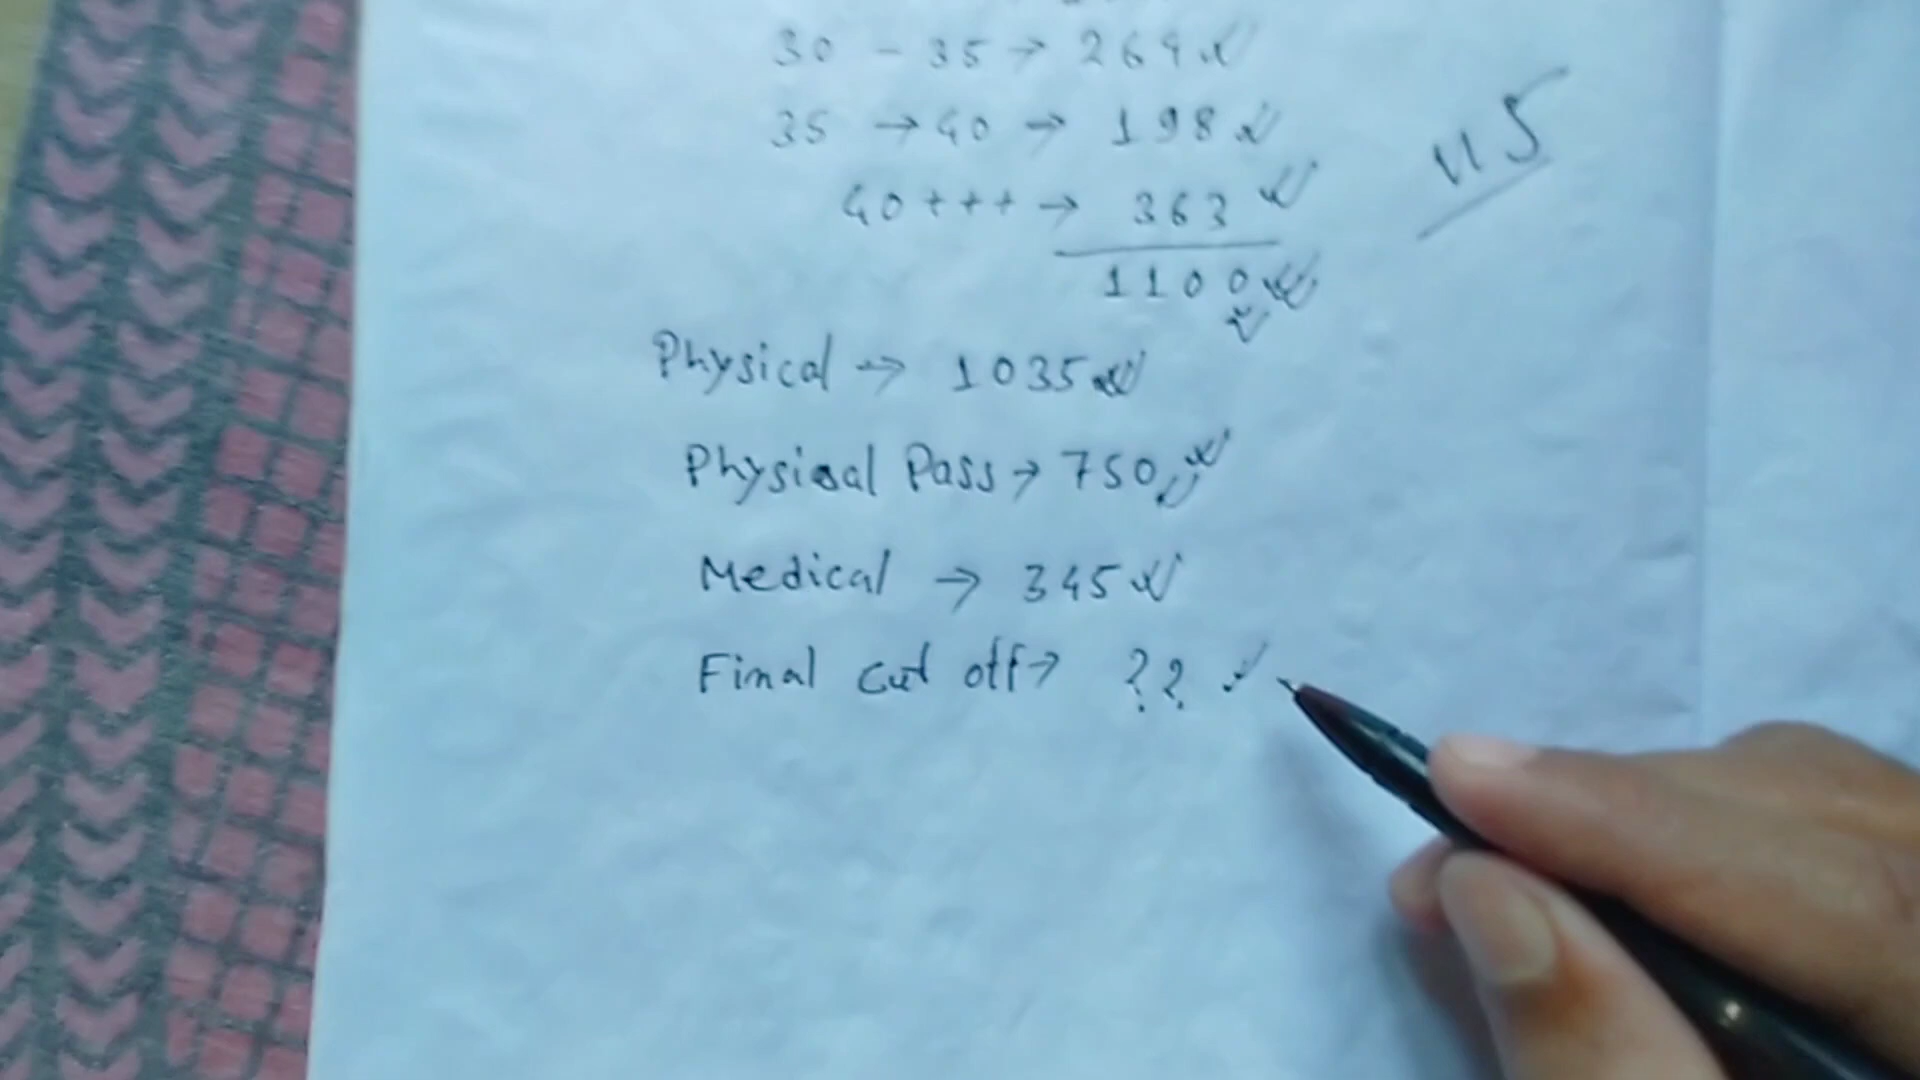 30 - 35 → 264
35 → 40 → 198
40+++ → 363
1100
115
Physical → 1035
Physical Pass → 750
Medical → 345
Final cut off → ??